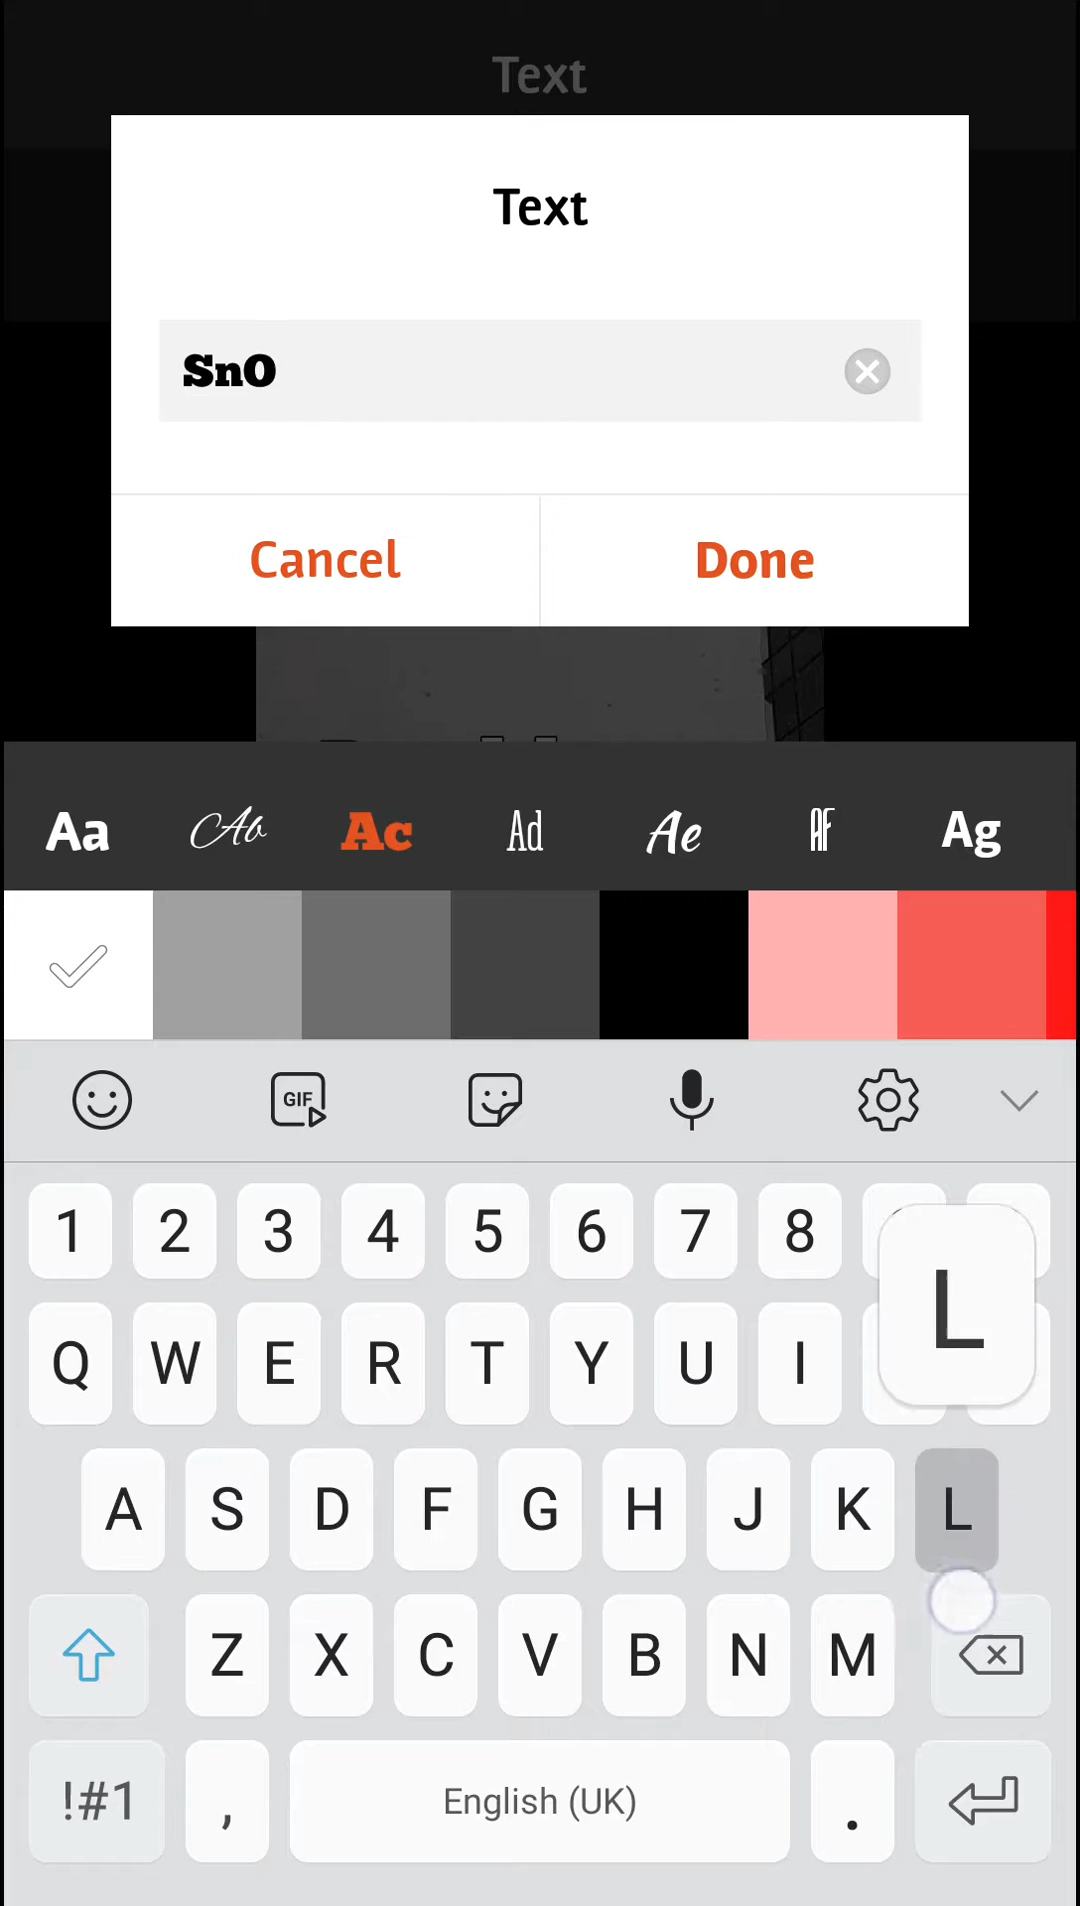 Text
Text
SnO
Cancel
Done
Aa Ab Ac Ad Ae Af Ag
GIF
1 2 3 4 5 6 7 8
L
Q W E R T Y U I
A S D F G H J K L
Z X C V B N M
!#1 , English (UK) .